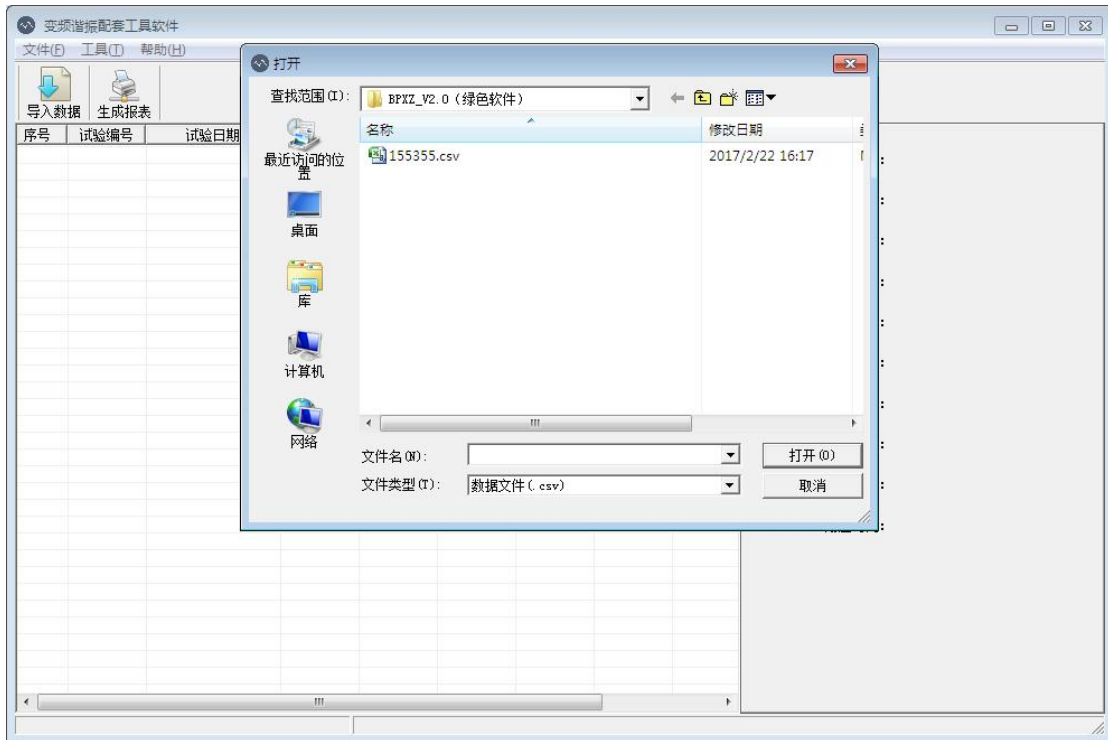 变频谐振配套工具软件
文件(F) 工具(T) 帮助(H)
导入数据 生成报表
序号 试验编号 试验日期
打开
查找范围(I): BPXZ_V2.0（绿色软件）
名称 修改日期
155355.csv 2017/2/22 16:17
最近访问的位置
桌面
库
计算机
网络
文件名(N): 打开(O)
文件类型(T): 数据文件(.csv) 取消